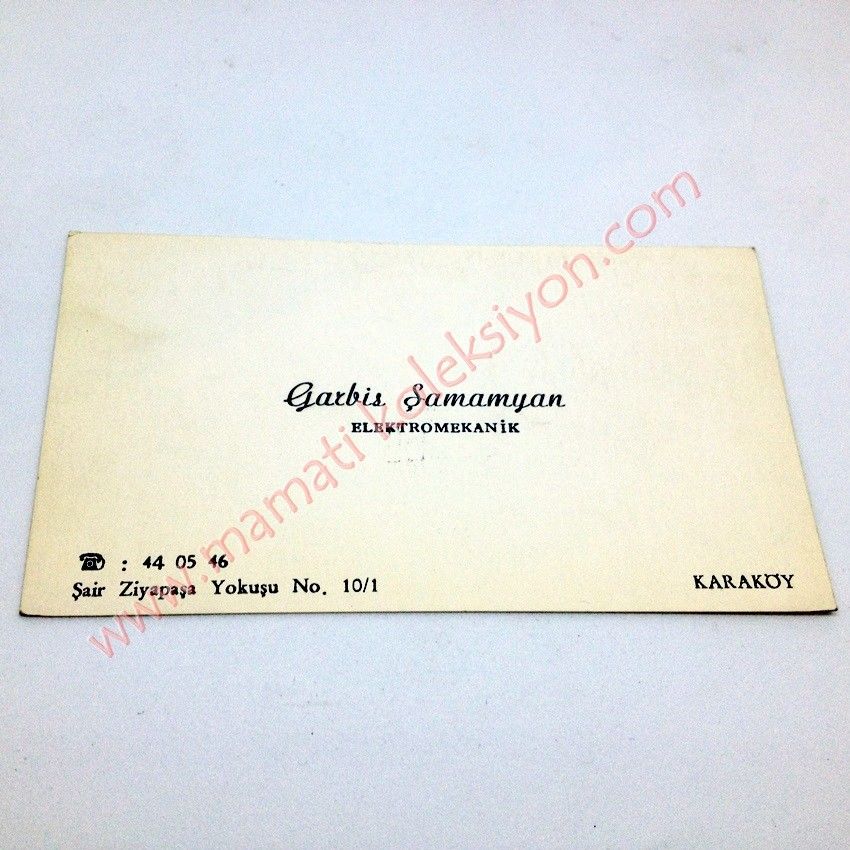 Garbis Şamamyan
ELEKTROMEKANİK
☎ : 44 05 46
Şair Ziyapaşa Yokuşu No. 10/1
KARAKÖY
www.mamatikoleksiyon.com